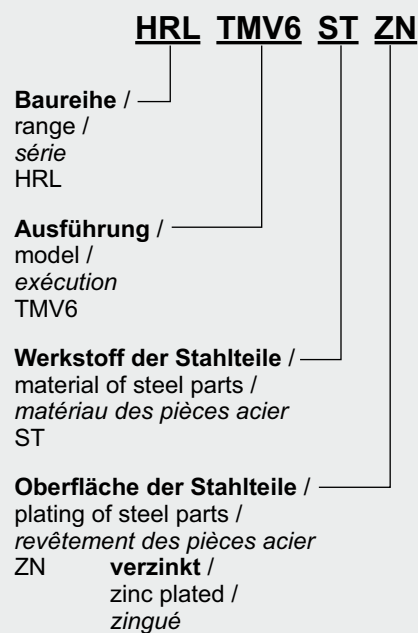 HRL TMV6 ST ZN
Baureihe /
range /
série
HRL
Ausführung /
model /
exécution
TMV6
Werkstoff der Stahlteile /
material of steel parts /
matériau des pièces acier
ST
Oberfläche der Stahlteile /
plating of steel parts /
revêtement des pièces acier
ZN verzinkt /
zinc plated /
zingué